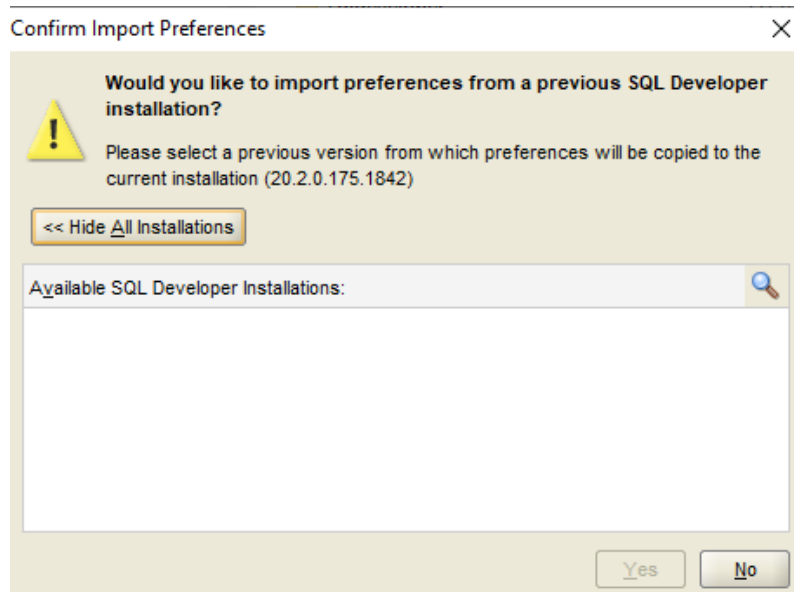 Confirm Import Preferences
Would you like to import preferences from a previous SQL Developer
installation?
Please select a previous version from which preferences will be copied to the
current installation (20.2.0.175.1842)
<< Hide All Installations
Available SQL Developer Installations:
Yes
No